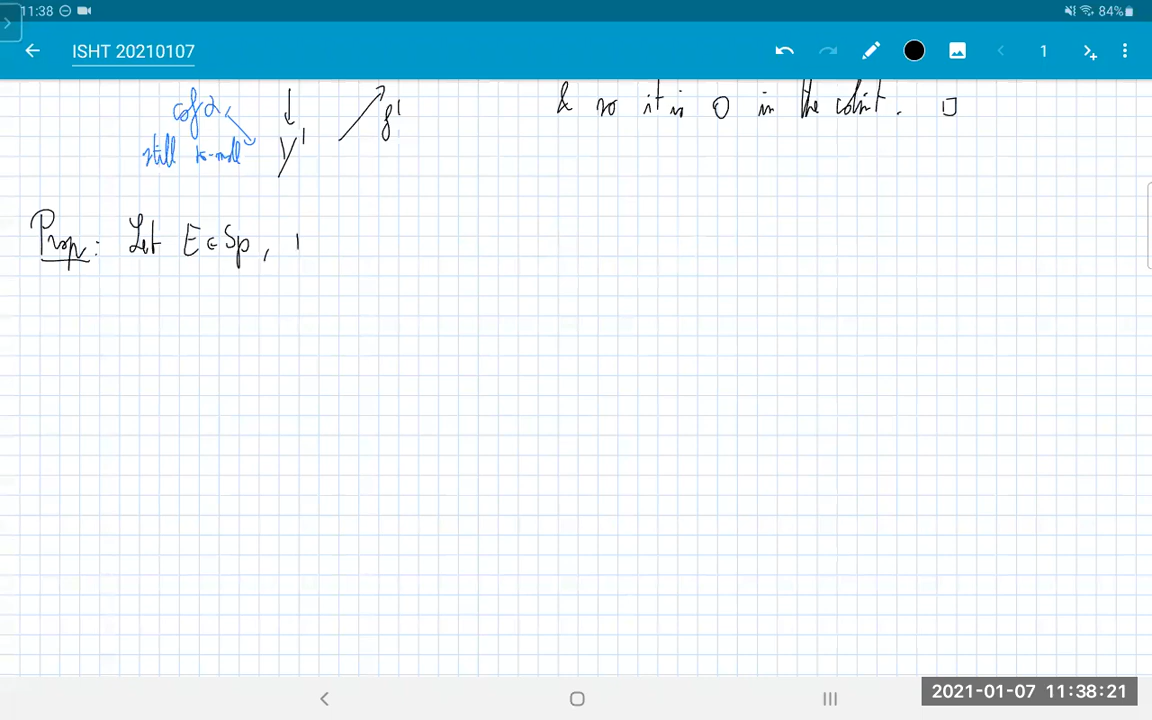 11:38
84%
ISHT 20210107
1
cof α
still
Y'
f'
& so it is 0 in the colimit. □
Prop: Let E ∈ Sp,
2021-01-07 11:38:21